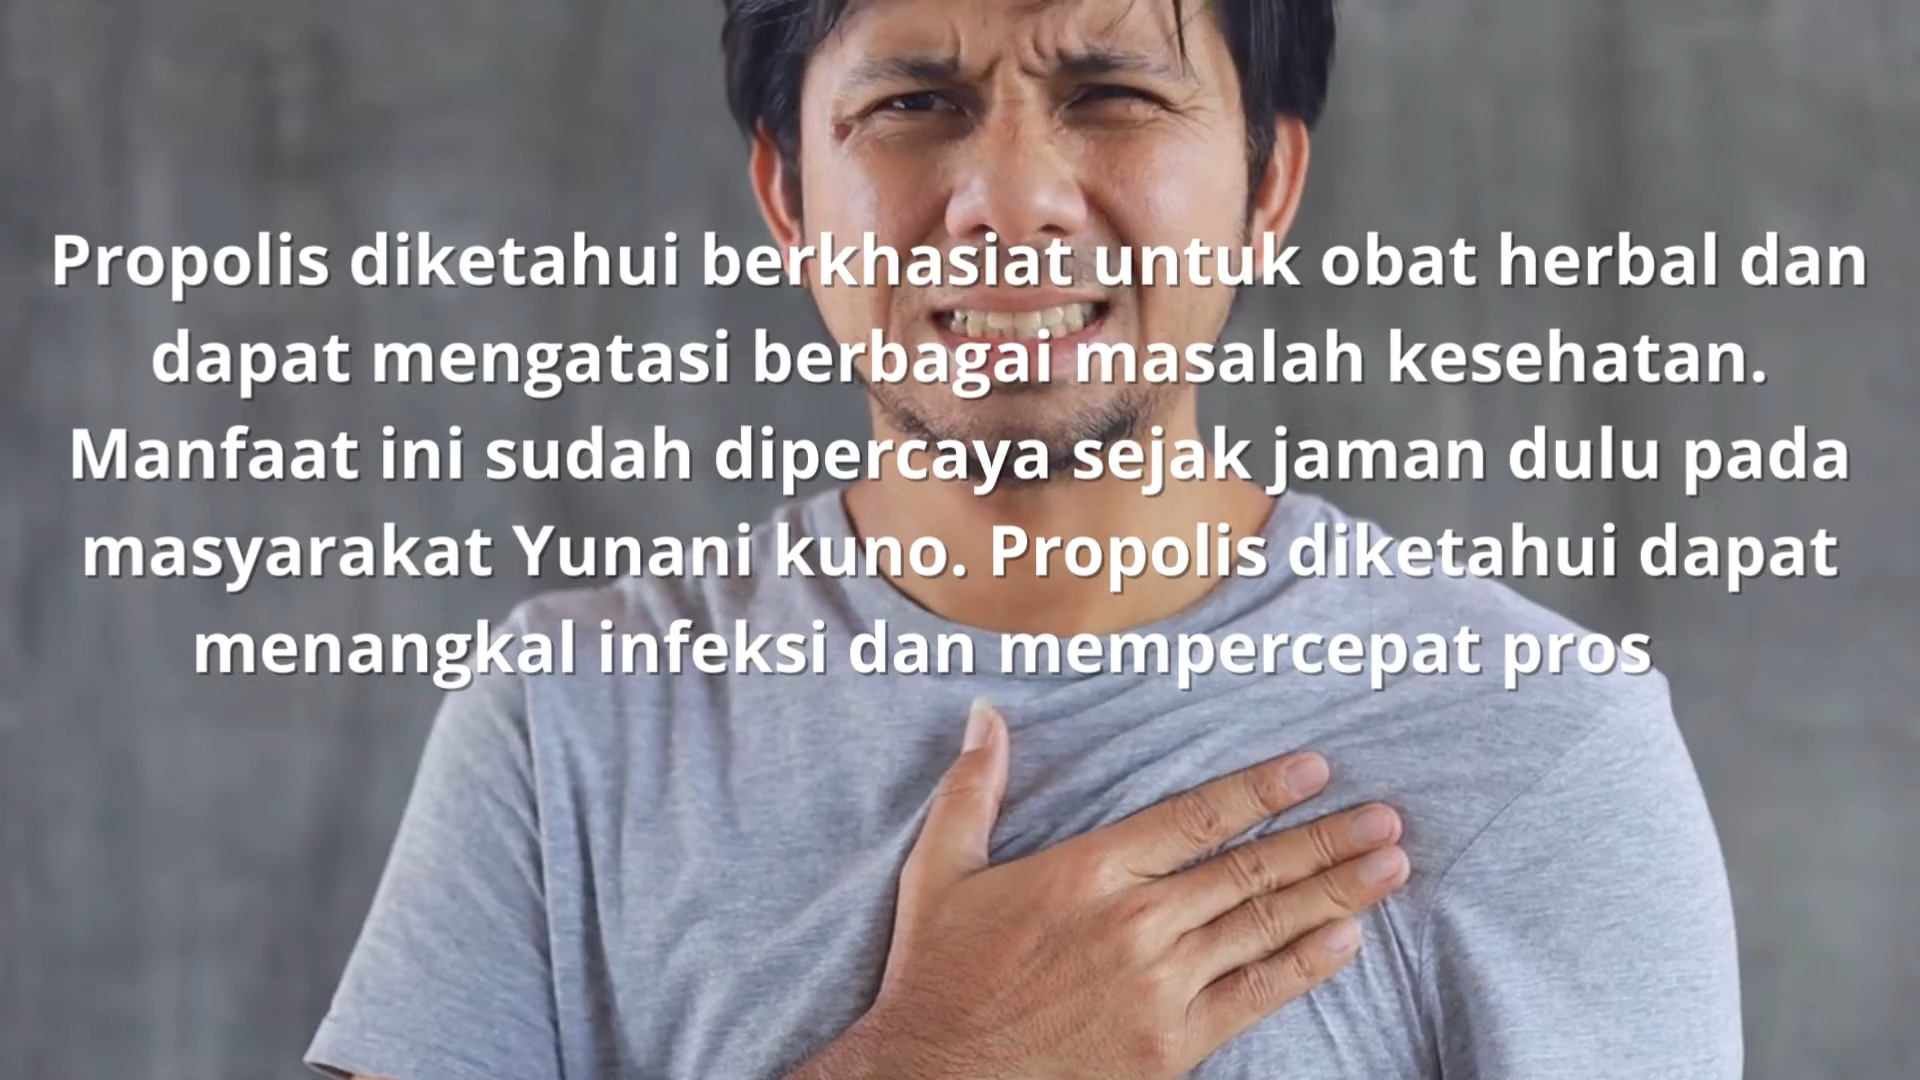 Propolis diketahui berkhasiat untuk obat herbal dan
dapat mengatasi berbagai masalah kesehatan.
Manfaat ini sudah dipercaya sejak jaman dulu pada
masyarakat Yunani kuno. Propolis diketahui dapat
menangkal infeksi dan mempercepat pros